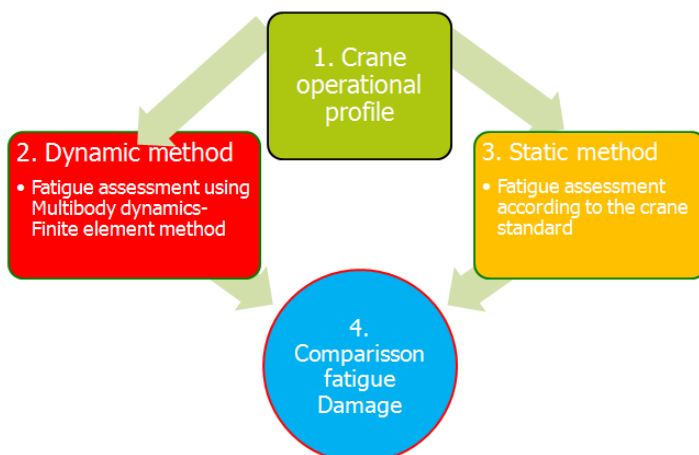 1. Crane
operational
profile
2. Dynamic method
• Fatigue assessment using
Multibody dynamics-
Finite element method
3. Static method
• Fatigue assessment
according to the crane
standard
4.
Comparisson
fatigue
Damage